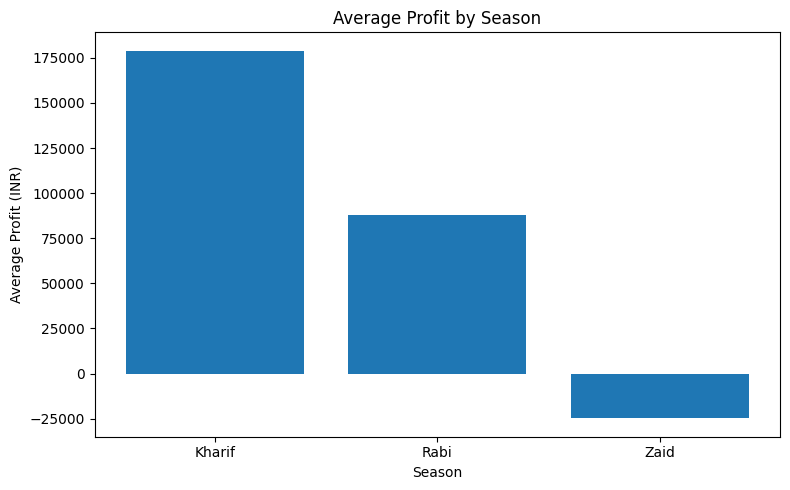 Average Profit by Season
Average Profit (INR)
175000
150000
125000
100000
75000
50000
25000
0
−25000
Kharif
Rabi
Zaid
Season